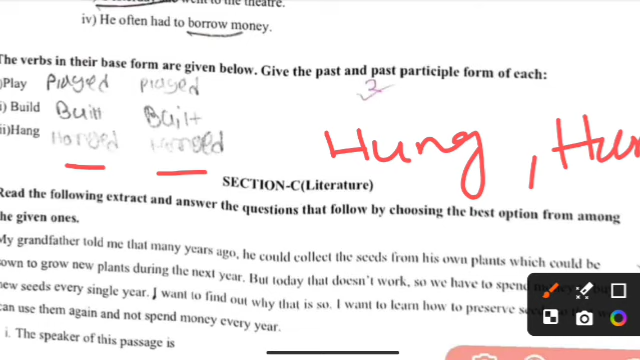 went to the theatre.
iv) He often had to borrow money.
The verbs in their base form are given below. Give the past and past participle form of each:
)Play Played Played
3
i) Build Built Built
ii)Hang Hanged Hanged
Hung , Hun
SECTION-C(Literature)
Read the following extract and answer the questions that follow by choosing the best option from among
the given ones.
My grandfather told me that many years ago, he could collect the seeds from his own plants which could be
own to grow new plants during the next year. But today that doesn't work, so we have to spend
new seeds every single year. I want to find out why that is so. I want to learn how to preserve
can use them again and not spend money every year.
i. The speaker of this passage is